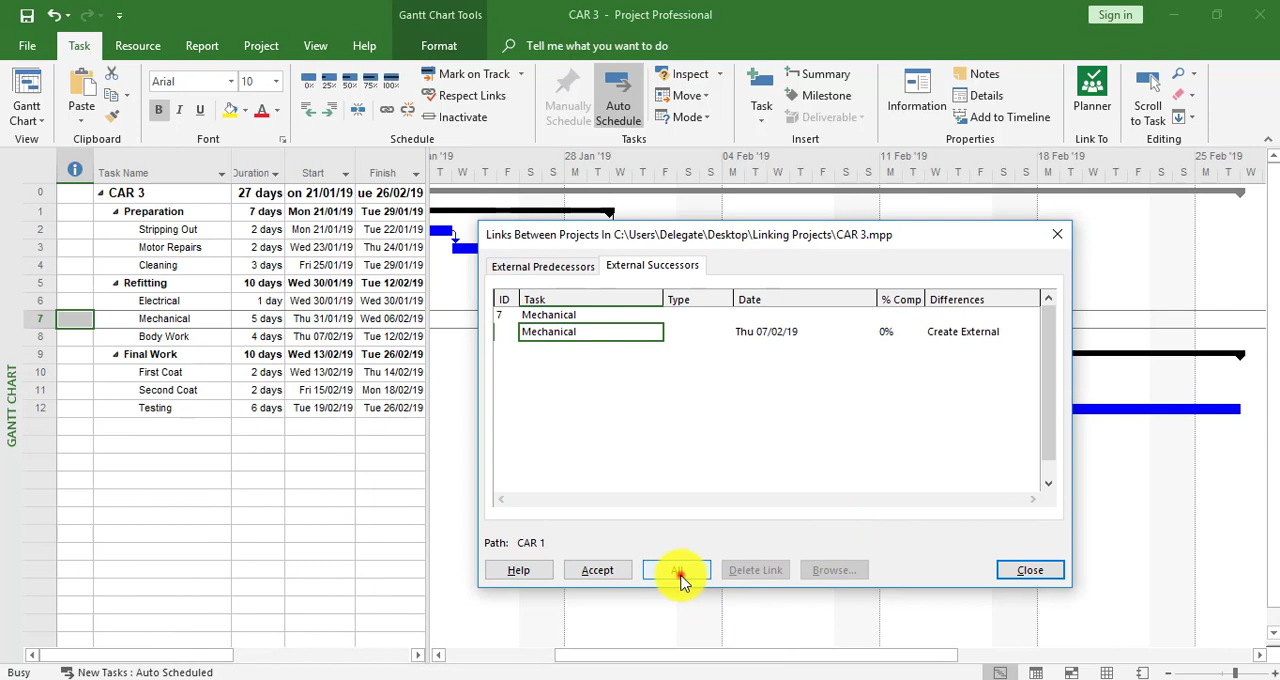 Gantt Chart Tools
CAR 3 - Project Professional
Sign in
File Task Resource Report Project View Help Format Tell me what you want to do
Gantt Chart
View
Paste
Clipboard
Arial 10
B I U A
Font
0% 25% 50% 75% 100%
Mark on Track
Respect Links
Inactivate
Schedule
Manually Schedule
Auto Schedule
Inspect
Move
Mode
Tasks
Task
Summary
Milestone
Deliverable
Insert
Information
Notes
Details
Add to Timeline
Properties
Planner
Link To
Scroll to Task
Editing
Task Name Duration Start Finish
an '19 28 Jan '19 04 Feb '19 11 Feb '19 18 Feb '19 25 Feb '19
T W T F S S M T W T F S S M T W T F S S M T W T F S S M T W T F S S M T W
0 CAR 3 27 days on 21/01/19 ue 26/02/19
1 Preparation 7 days Mon 21/01/19 Tue 29/01/19
2 Stripping Out 2 days Mon 21/01/19 Tue 22/01/19
3 Motor Repairs 2 days Wed 23/01/19 Thu 24/01/19
4 Cleaning 3 days Fri 25/01/19 Tue 29/01/19
5 Refitting 10 days Wed 30/01/19 Tue 12/02/19
6 Electrical 1 day Wed 30/01/19 Wed 30/01/19
7 Mechanical 5 days Thu 31/01/19 Wed 06/02/19
8 Body Work 4 days Thu 07/02/19 Tue 12/02/19
9 Final Work 10 days Wed 13/02/19 Tue 26/02/19
10 First Coat 2 days Wed 13/02/19 Thu 14/02/19
11 Second Coat 2 days Fri 15/02/19 Mon 18/02/19
12 Testing 6 days Tue 19/02/19 Tue 26/02/19
GANTT CHART
Links Between Projects In C:\Users\Delegate\Desktop\Linking Projects\CAR 3.mpp
External Predecessors External Successors
ID Task Type Date % Comp Differences
7 Mechanical
Mechanical Thu 07/02/19 0% Create External
Path: CAR 1
Help Accept All Delete Link Browse... Close
Busy New Tasks : Auto Scheduled